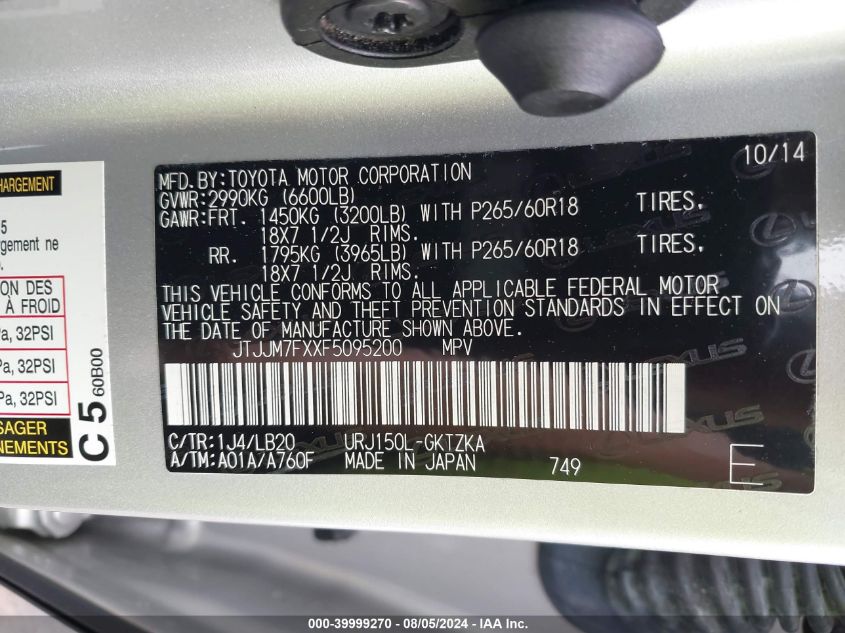 HARGEMENT
5
rgement ne
ON DES
À FROID
Pa, 32PSI
Pa, 32PSI
Pa, 32PSI
SAGER
NEMENTS
C 5 60B00
10/14
MFD.BY:TOYOTA MOTOR CORPORATION
GVWR:2990KG (6600LB)
GAWR:FRT. 1450KG (3200LB) WITH P265/60R18 TIRES,
18X7 1/2J RIMS.
RR. 1795KG (3965LB) WITH P265/60R18 TIRES,
18X7 1/2J RIMS.
THIS VEHICLE CONFORMS TO ALL APPLICABLE FEDERAL MOTOR
VEHICLE SAFETY AND THEFT PREVENTION STANDARDS IN EFFECT ON
THE DATE OF MANUFACTURE SHOWN ABOVE.
JTJJM7FXXF5095200 MPV
C/TR:1J4/LB20 URJ150L-GKTZKA
A/TM:A01A/A760F MADE IN JAPAN 749 E
LEXUS
000-39999270 - 08/05/2024 - IAA Inc.